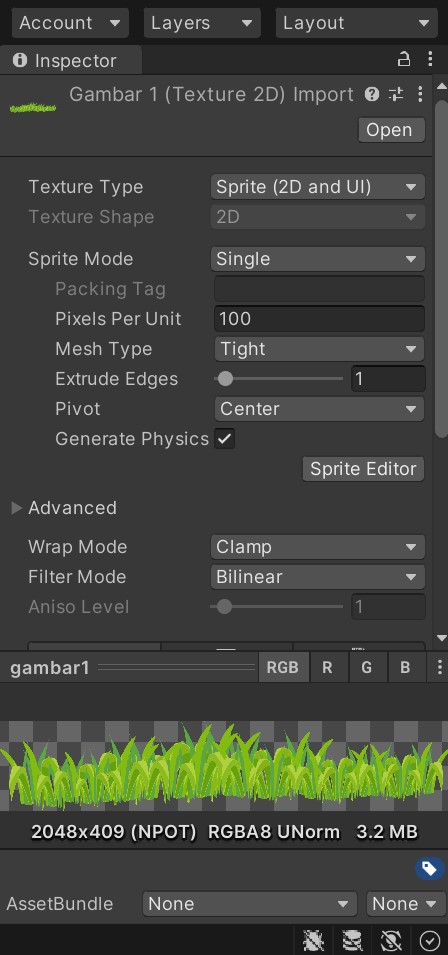 Account Layers Layout
Inspector
Gambar 1 (Texture 2D) Import
Open
Texture Type Sprite (2D and UI)
Texture Shape 2D
Sprite Mode Single
Packing Tag
Pixels Per Unit 100
Mesh Type Tight
Extrude Edges 1
Pivot Center
Generate Physics
Sprite Editor
Advanced
Wrap Mode Clamp
Filter Mode Bilinear
Aniso Level 1
gambar1 RGB R G B
2048x409 (NPOT) RGBA8 UNorm 3.2 MB
AssetBundle None None